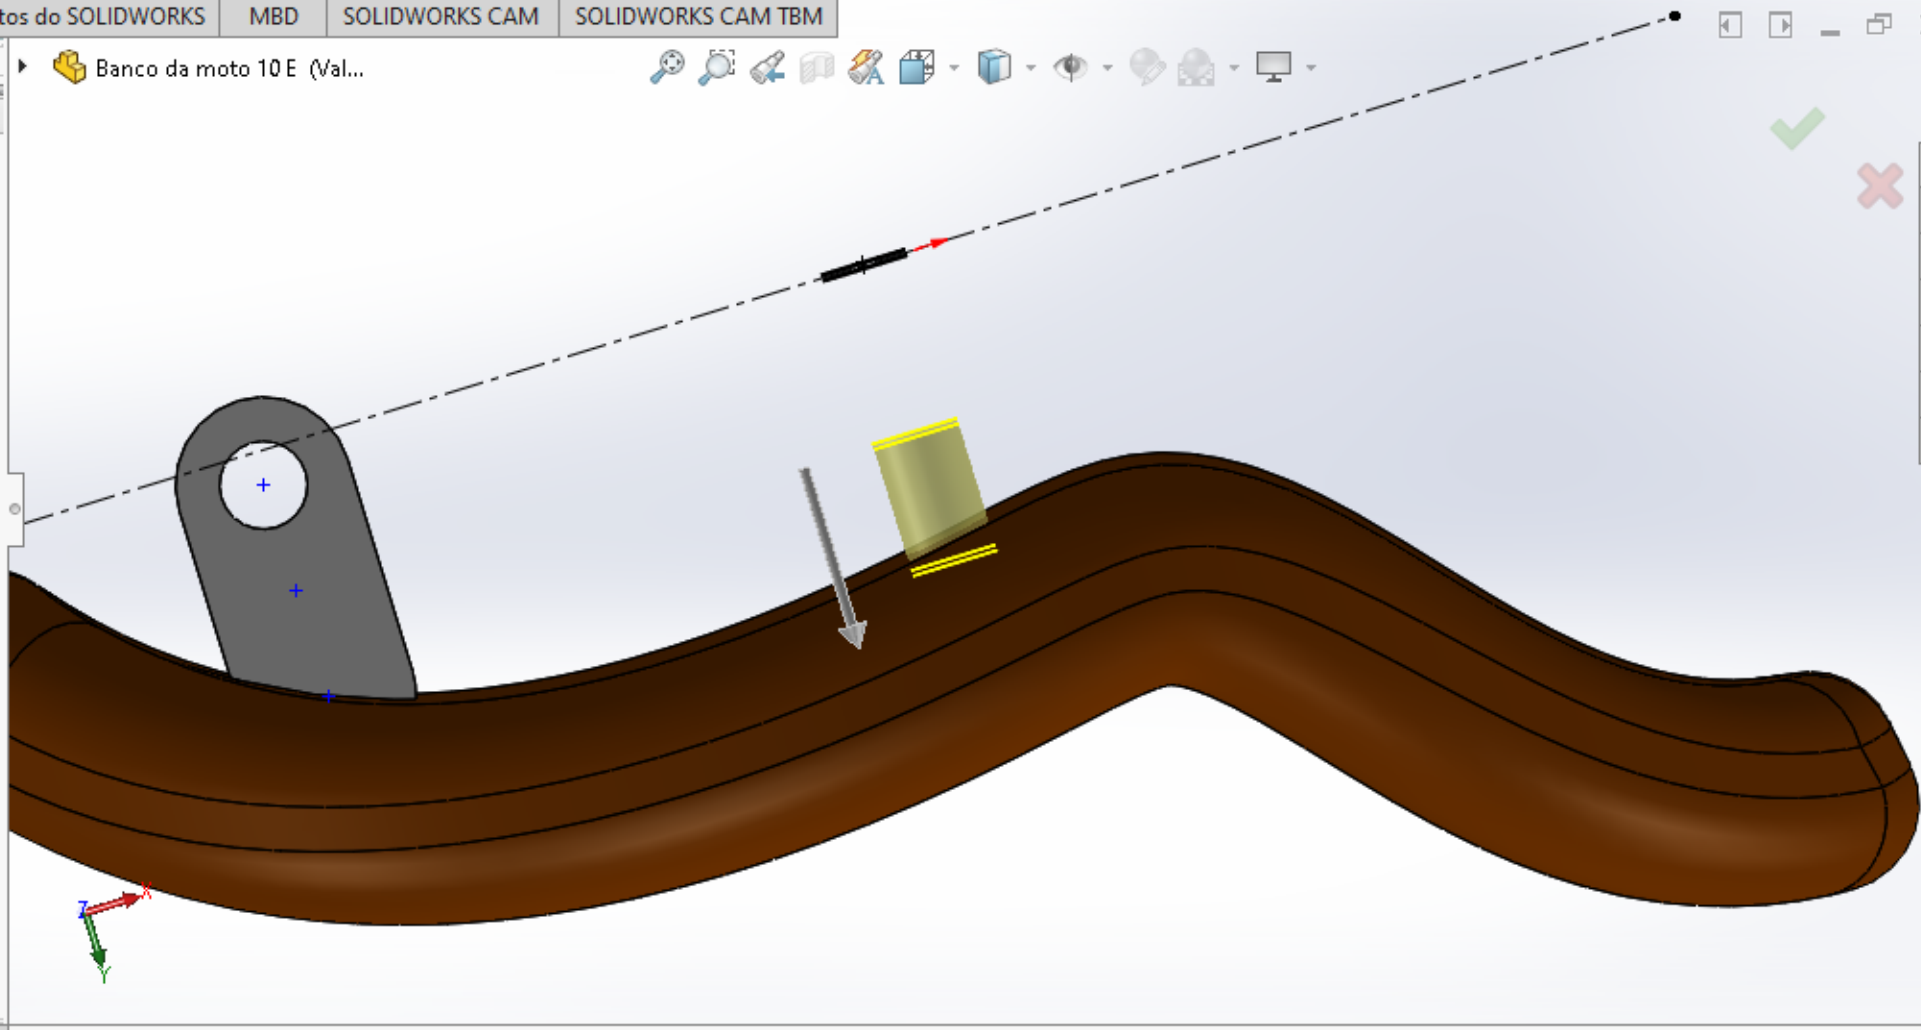 tos do SOLIDWORKS
MBD
SOLIDWORKS CAM
SOLIDWORKS CAM TBM
Banco da moto 10 E (Val...
X
Z
Y